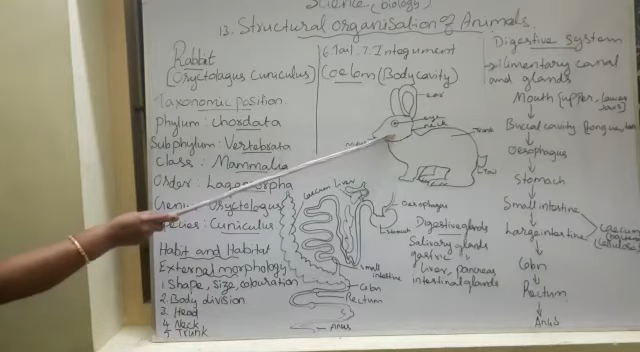 Science (biology)
13. Structural organisation of Animals.
Rabbit
(Oryctolagus Cuniculus)
Taxonomic position.
Phylum: Chordata
Subphylum: Vertebrata
Class: Mammalia
Order: Lagomorpha
Genus: Oryctolagus
Species: Cuniculus
Habit and Habitat
External morphology
1. Shape, size, colouration
2. Body division
3. Head
4 Neck
5 Trunk
6. Tail. 7. Integument
Coelom (Body cavity)
ear
eye
neck
Trunk
Tail
Caecum
liver
Oesophagus
Stomach
Small
intestine
Colon
Rectum
Anus
Digestive glands
Salivary glands
gastric "
liver, pancreas
intestinal glands
Digestive system
Alimentary canal
and glands
Mouth [upper, Lower
Jaws]
Buccal cavity
Oesophagus
Stomach
Small intestine
Large intestine
Caecum
Colon
Rectum
Anus